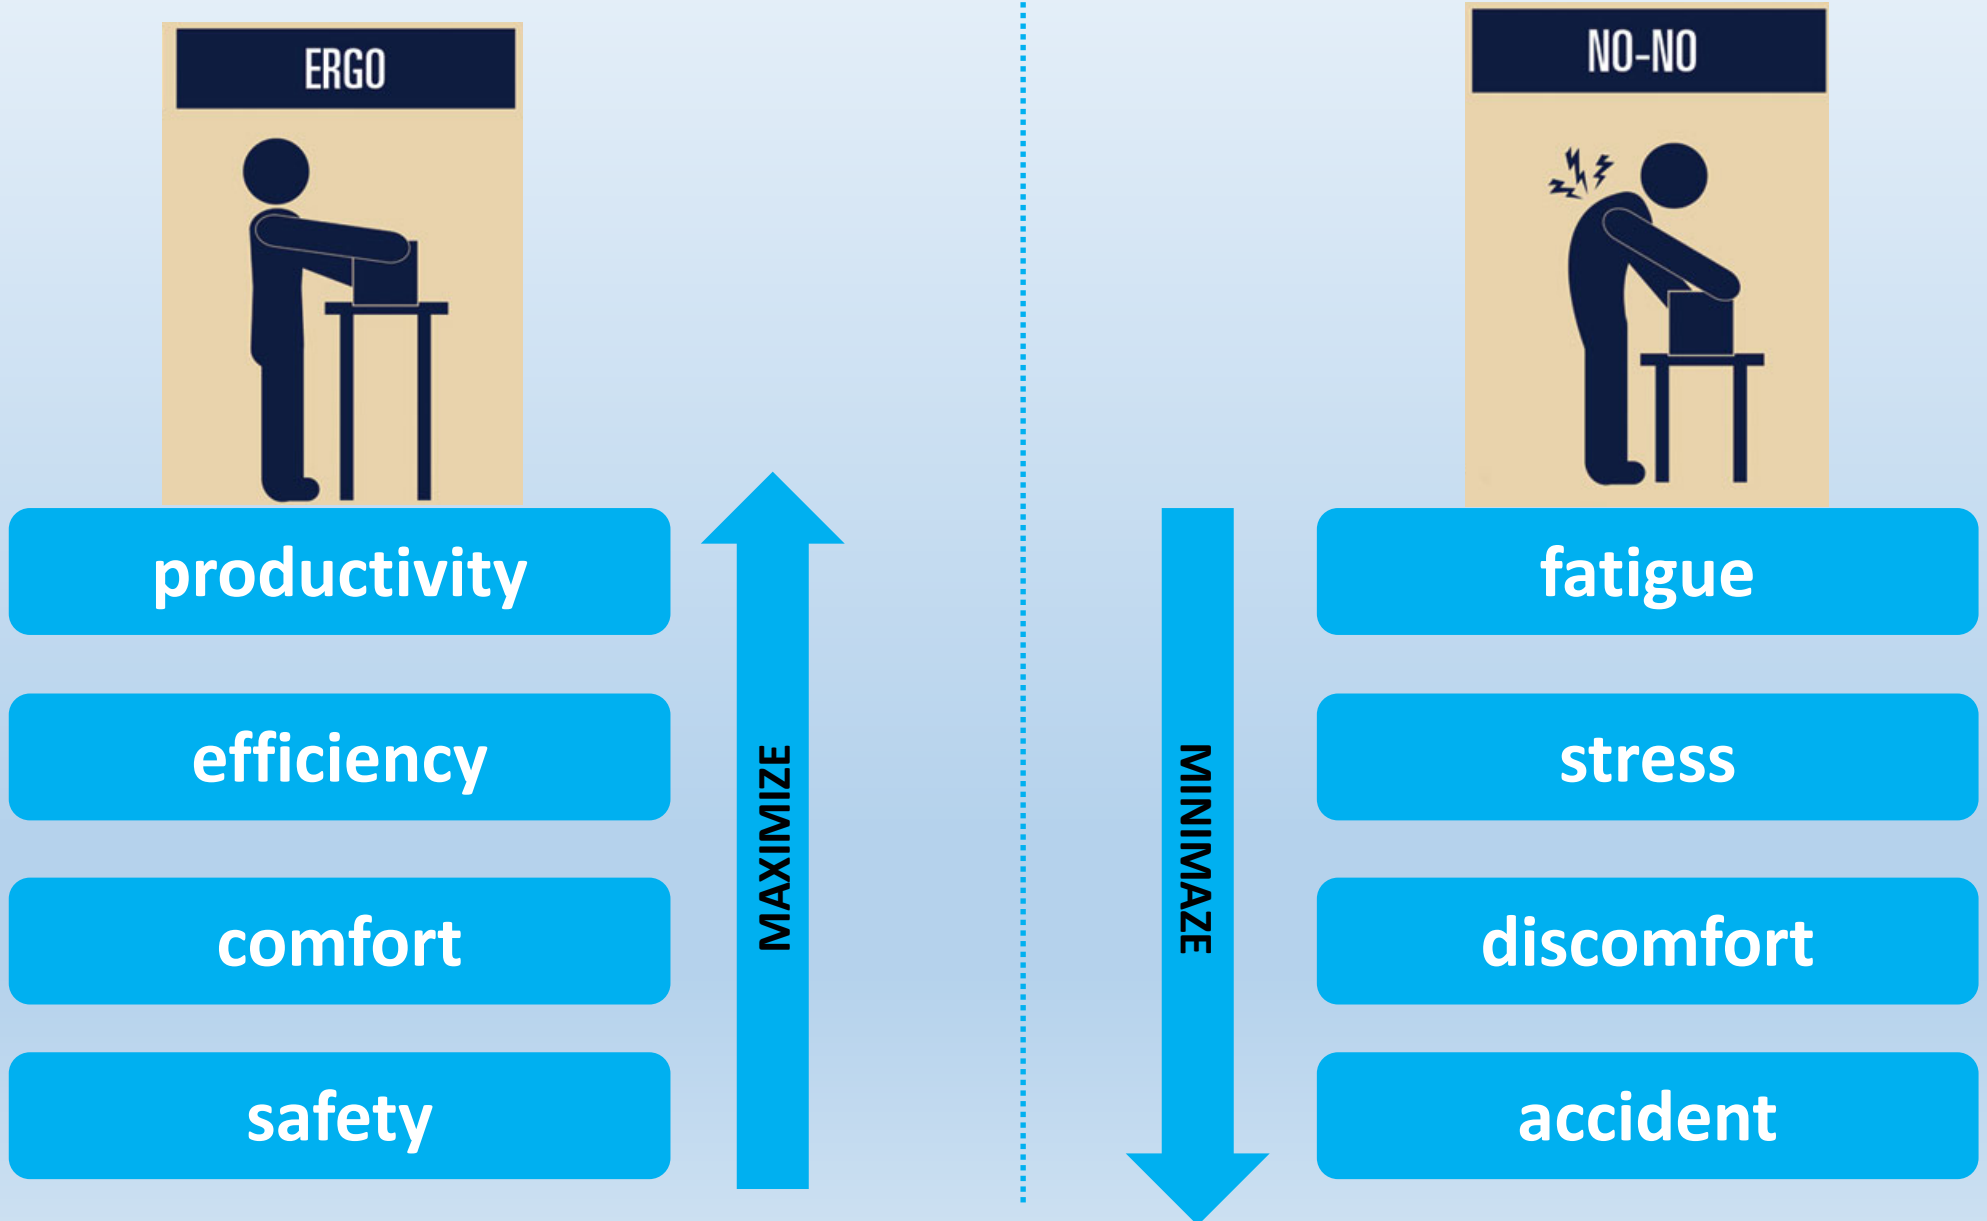 ERGO
productivity
efficiency
comfort
safety
MAXIMIZE
NO-NO
MINIMAZE
fatigue
stress
discomfort
accident